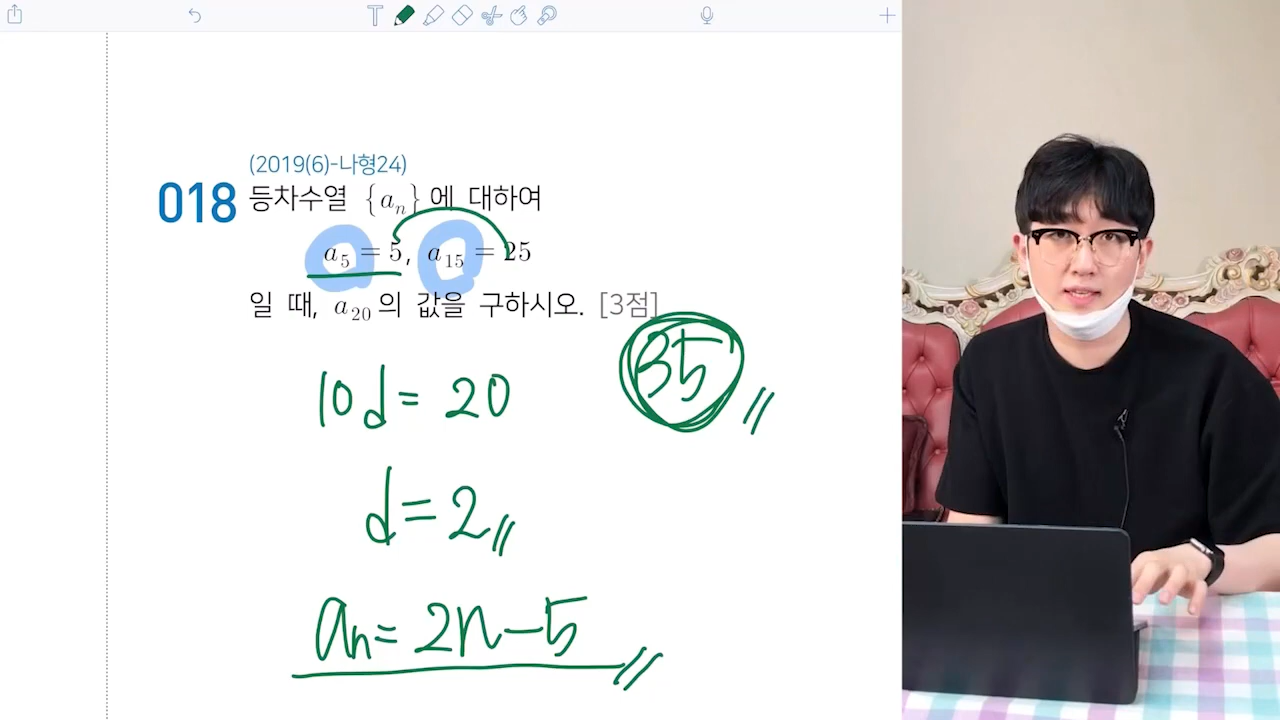 (2019(6)-나형24)
018 등차수열 {aₙ}에 대하여
a₅ = 5, a₁₅ = 25
일 때, a₂₀의 값을 구하시오. [3점]
35
10d = 20
d = 2
aₙ = 2n-5